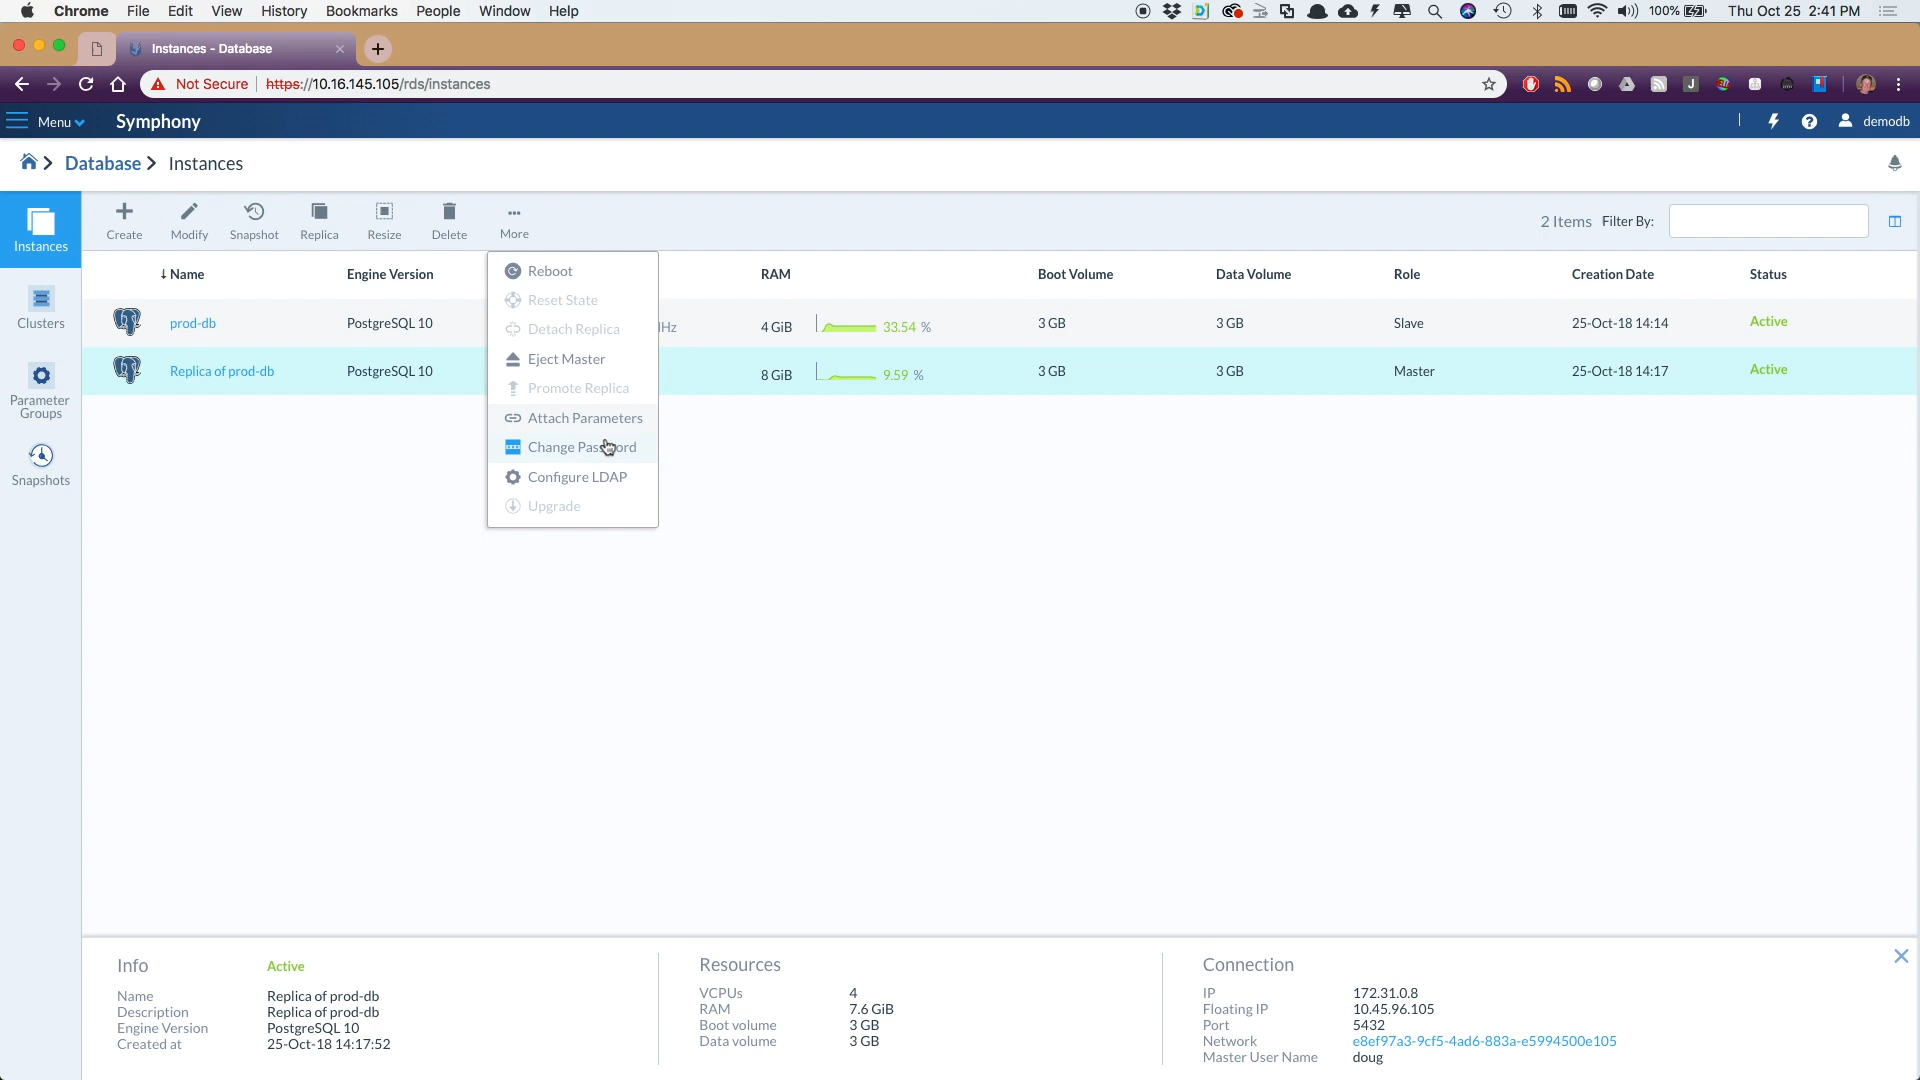 Chrome File Edit View History Bookmarks People Window Help 100% Thu Oct 25 2:41 PM
Instances - Database
Not Secure https://10.16.145.105/rds/instances
Menu Symphony demodb
Database Instances
Instances
Clusters
Parameter
Groups
Snapshots
Create Modify Snapshot Replica Resize Delete More 2 Items Filter By:
Name Engine Version RAM Boot Volume Data Volume Role Creation Date Status
prod-db PostgreSQL 10 Hz 4 GiB 33.54 % 3 GB 3 GB Slave 25-Oct-18 14:14 Active
Replica of prod-db PostgreSQL 10 8 GiB 9.59 % 3 GB 3 GB Master 25-Oct-18 14:17 Active
Reboot
Reset State
Detach Replica
Eject Master
Promote Replica
Attach Parameters
Change Password
Configure LDAP
Upgrade
Info Active
Name Replica of prod-db
Description Replica of prod-db
Engine Version PostgreSQL 10
Created at 25-Oct-18 14:17:52
Resources
VCPUs 4
RAM 7.6 GiB
Boot volume 3 GB
Data volume 3 GB
Connection
IP 172.31.0.8
Floating IP 10.45.96.105
Port 5432
Network e8ef97a3-9cf5-4ad6-883a-e5994500e105
Master User Name doug